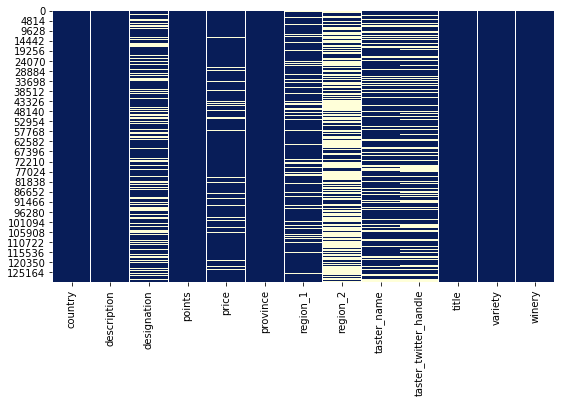 0
4814
9628
14442
19256
24070
28884
33698
38512
43326
48140
52954
57768
62582
67396
72210
77024
81838
86652
91466
96280
101094
105908
110722
115536
120350
125164
country
description
designation
points
price
province
region_1
region_2
taster_name
taster_twitter_handle
title
variety
winery